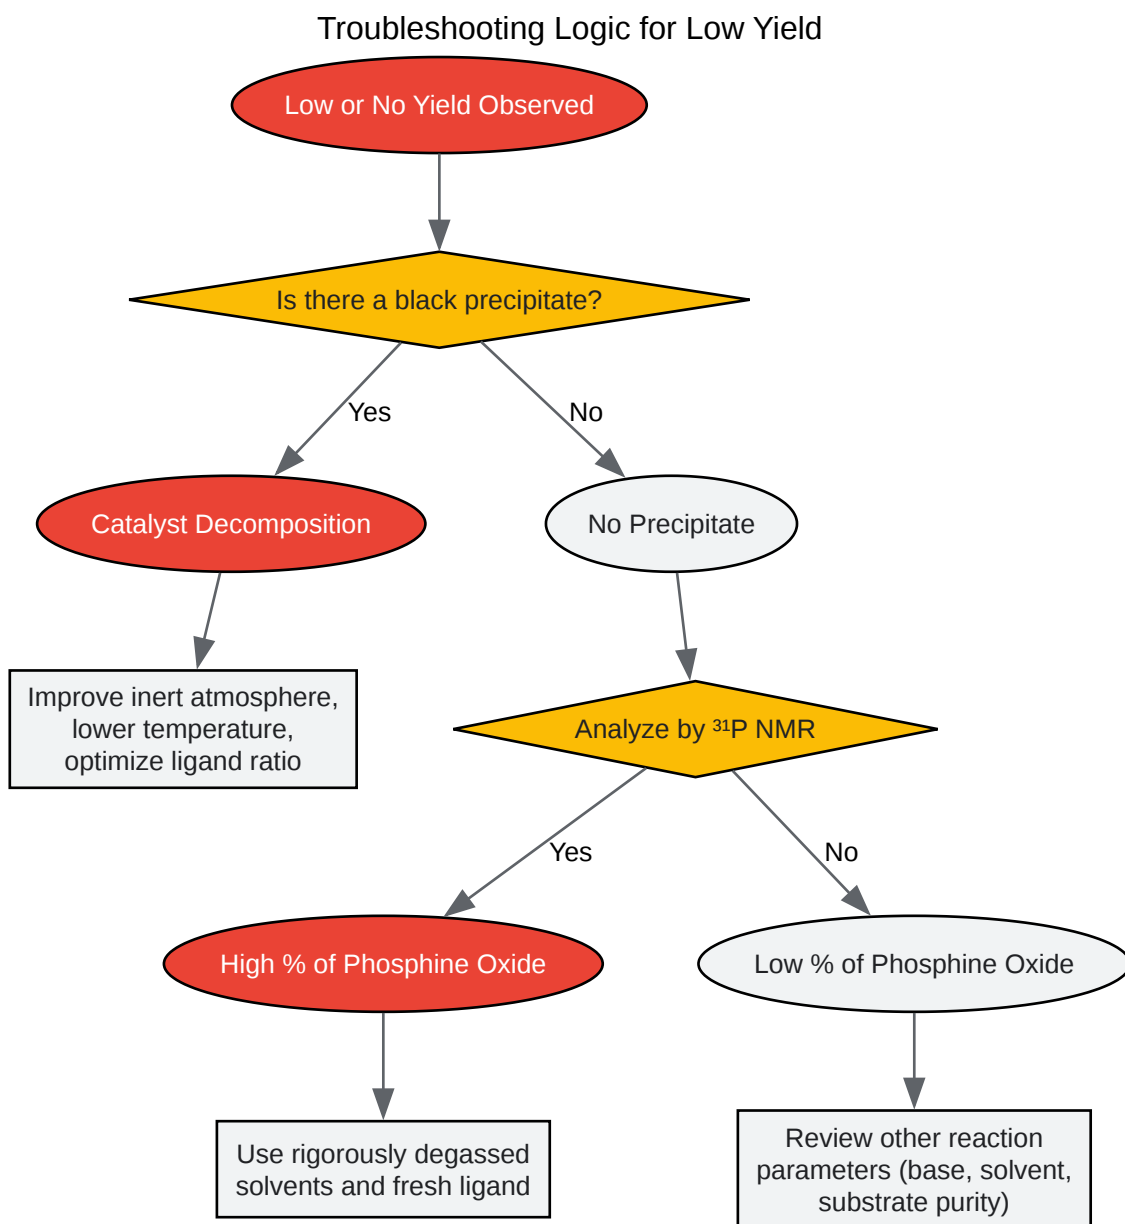 Troubleshooting Logic for Low Yield
Low or No Yield Observed
Is there a black precipitate?
Yes
No
Catalyst Decomposition
No Precipitate
Improve inert atmosphere,
lower temperature,
optimize ligand ratio
Analyze by ³¹P NMR
Yes
No
High % of Phosphine Oxide
Low % of Phosphine Oxide
Use rigorously degassed
solvents and fresh ligand
Review other reaction
parameters (base, solvent,
substrate purity)